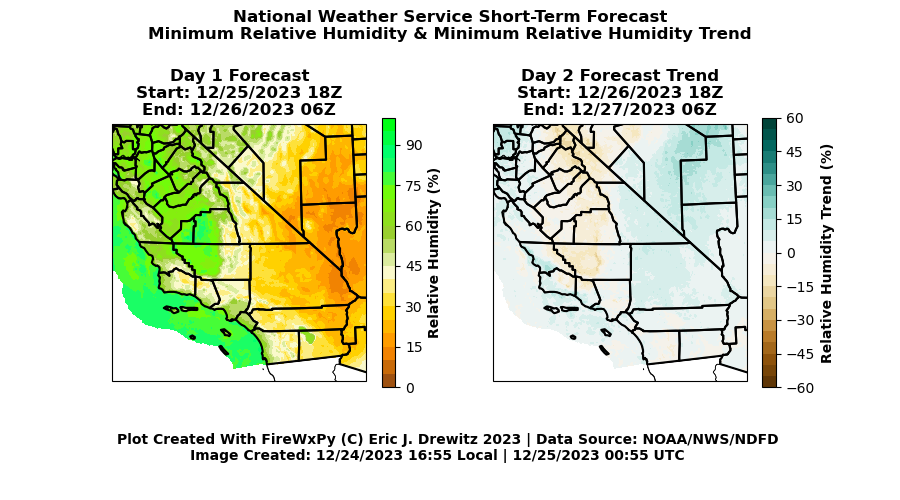 National Weather Service Short-Term Forecast
Minimum Relative Humidity & Minimum Relative Humidity Trend
Day 1 Forecast
Start: 12/25/2023 18Z
End: 12/26/2023 06Z
90
75
60
45
30
15
0
Relative Humidity (%)
Day 2 Forecast Trend
Start: 12/26/2023 18Z
End: 12/27/2023 06Z
60
45
30
15
0
−15
−30
−45
−60
Relative Humidity Trend (%)
Plot Created With FireWxPy (C) Eric J. Drewitz 2023 | Data Source: NOAA/NWS/NDFD
Image Created: 12/24/2023 16:55 Local | 12/25/2023 00:55 UTC